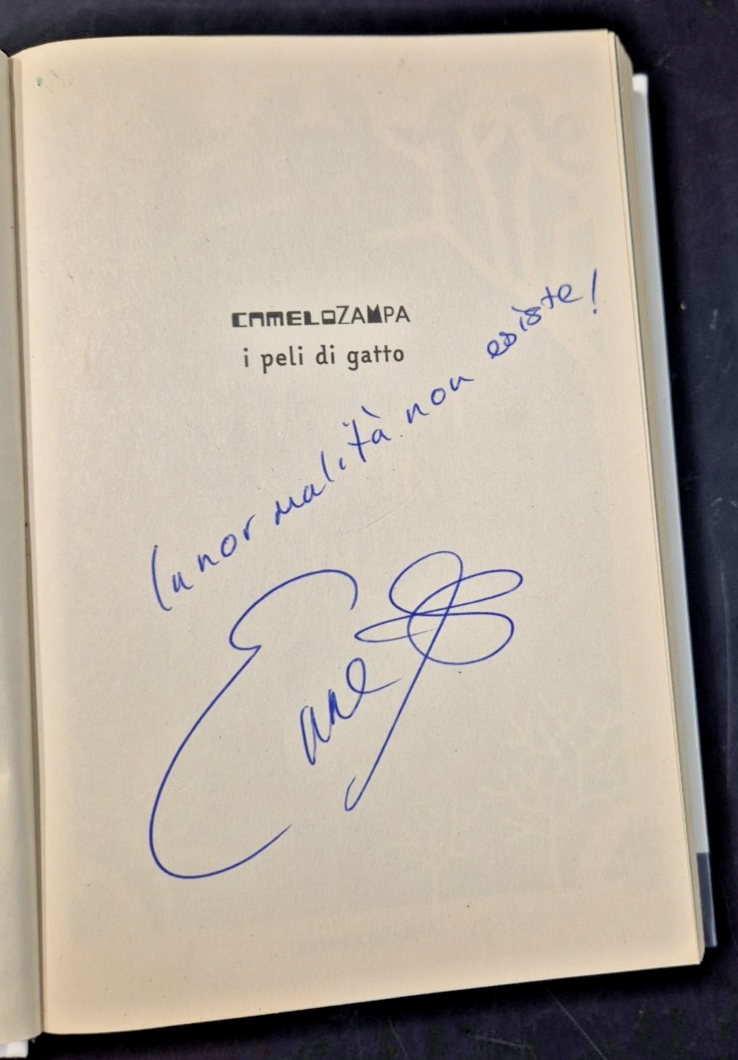 CAMELOZAMPA
i peli di gatto
la normalità non esiste!